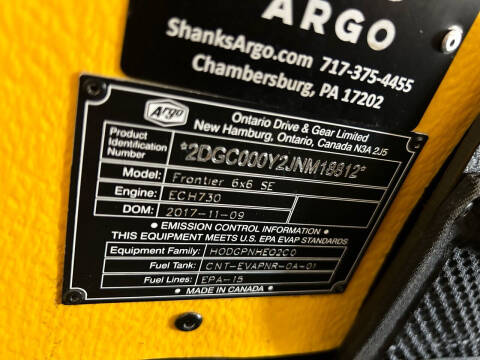 ARGO
ShanksArgo.com 717-375-4455
Chambersburg, PA 17202
Argo
Ontario Drive & Gear Limited
New Hamburg, Ontario, Canada N3A 2J5
Product Identification Number
*2DGC000Y2JNM18812*
Model: Frontier 6x6 SE
Engine: ECH730
DOM: 2017-11-09
• EMISSION CONTROL INFORMATION •
THIS EQUIPMENT MEETS U.S. EPA EVAP STANDARDS
Equipment Family: HODGPNHE02C0
Fuel Tank: CNT-EVAPNR-0A-01
Fuel Lines: EPA-15
• MADE IN CANADA •